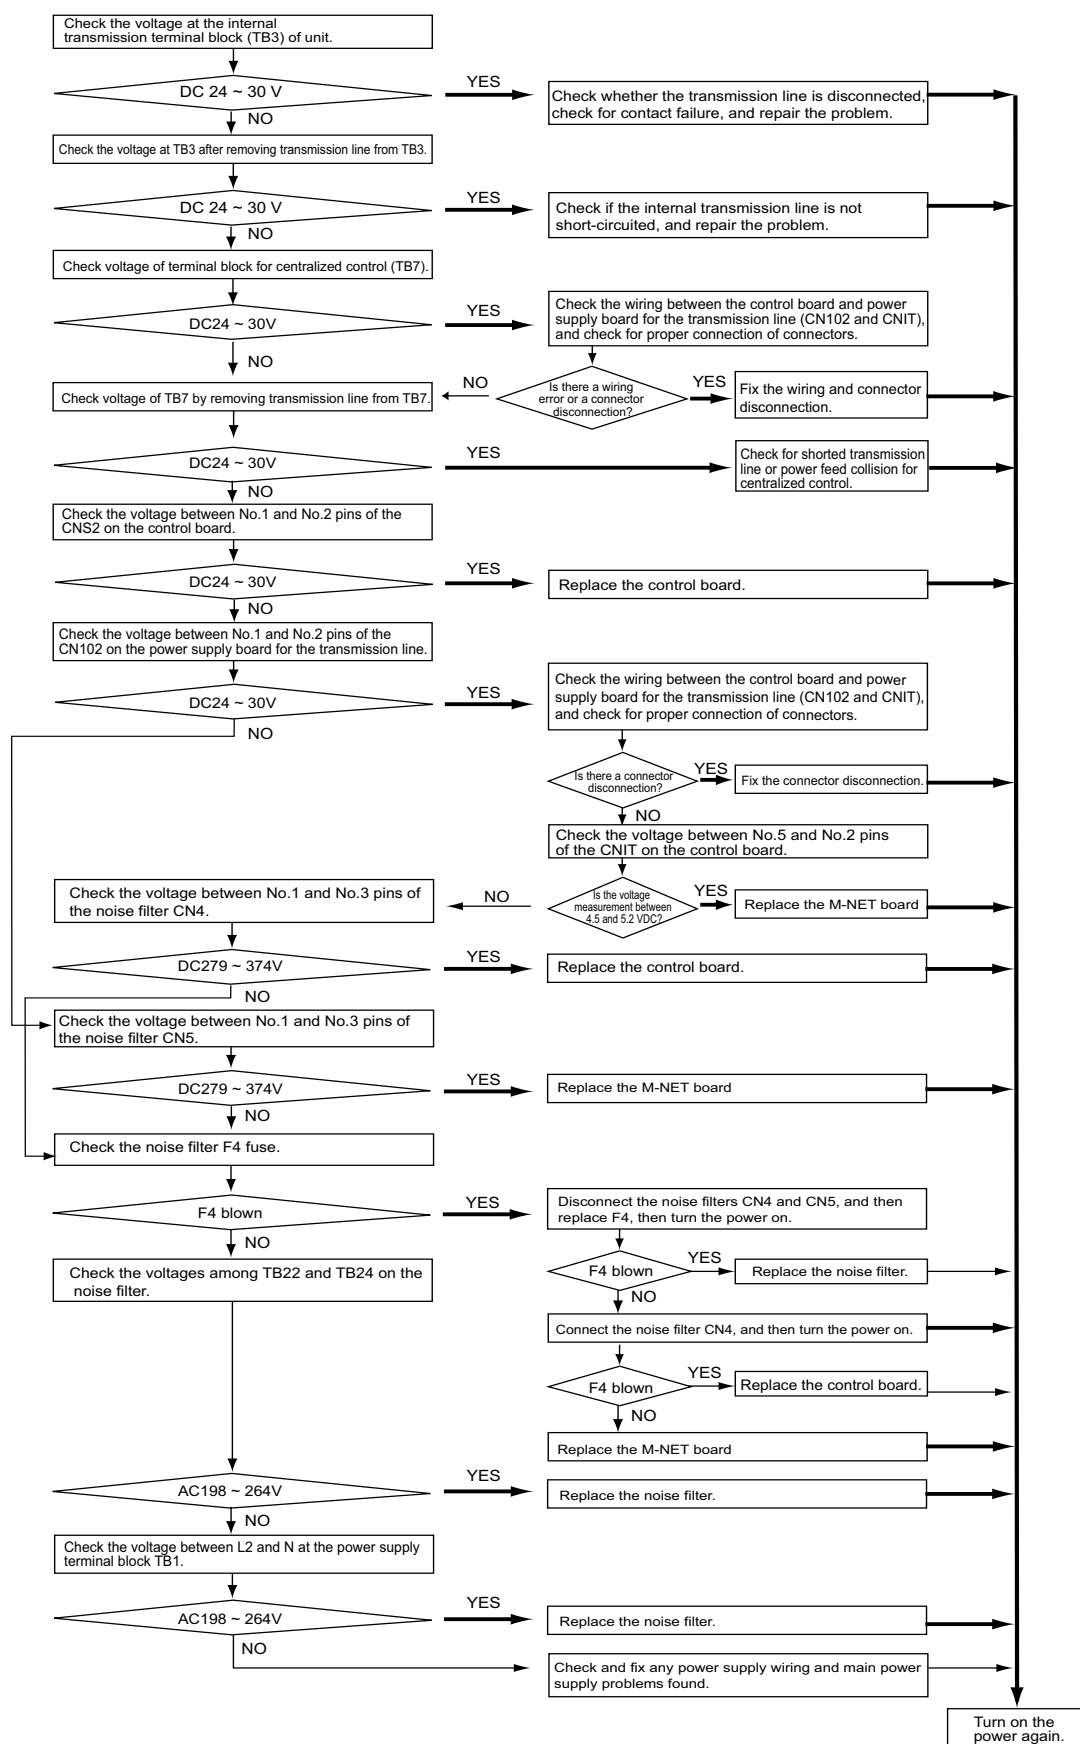 Check the voltage at the internal
transmission terminal block (TB3) of unit.
DC 24 ~ 30 V
YES
Check whether the transmission line is disconnected,
check for contact failure, and repair the problem.
NO
Check the voltage at TB3 after removing transmission line from TB3.
DC 24 ~ 30 V
YES
Check if the internal transmission line is not
short-circuited, and repair the problem.
NO
Check voltage of terminal block for centralized control (TB7).
DC24 ~ 30V
YES
Check the wiring between the control board and power
supply board for the transmission line (CN102 and CNIT),
and check for proper connection of connectors.
NO
Is there a wiring
error or a connector
disconnection?
NO
YES
Fix the wiring and connector
disconnection.
Check voltage of TB7 by removing transmission line from TB7.
DC24 ~ 30V
YES
Check for shorted transmission
line or power feed collision for
centralized control.
NO
Check the voltage between No.1 and No.2 pins of the
CNS2 on the control board.
DC24 ~ 30V
YES
Replace the control board.
NO
Check the voltage between No.1 and No.2 pins of the
CN102 on the power supply board for the transmission line.
DC24 ~ 30V
YES
Check the wiring between the control board and power
supply board for the transmission line (CN102 and CNIT),
and check for proper connection of connectors.
NO
Is there a connector
disconnection?
YES
Fix the connector disconnection.
NO
Check the voltage between No.5 and No.2 pins
of the CNIT on the control board.
Is the voltage
measurement between
4.5 and 5.2 VDC?
NO
YES
Replace the M-NET board
Check the voltage between No.1 and No.3 pins of
the noise filter CN4.
DC279 ~ 374V
YES
Replace the control board.
NO
Check the voltage between No.1 and No.3 pins of
the noise filter CN5.
DC279 ~ 374V
YES
Replace the M-NET board
NO
Check the noise filter F4 fuse.
F4 blown
YES
Disconnect the noise filters CN4 and CN5, and then
replace F4, then turn the power on.
NO
Check the voltages among TB22 and TB24 on the
noise filter.
F4 blown
YES
Replace the noise filter.
NO
Connect the noise filter CN4, and then turn the power on.
F4 blown
YES
Replace the control board.
NO
Replace the M-NET board
AC198 ~ 264V
YES
Replace the noise filter.
NO
Check the voltage between L2 and N at the power supply
terminal block TB1.
AC198 ~ 264V
YES
Replace the noise filter.
NO
Check and fix any power supply wiring and main power
supply problems found.
Turn on the
power again.